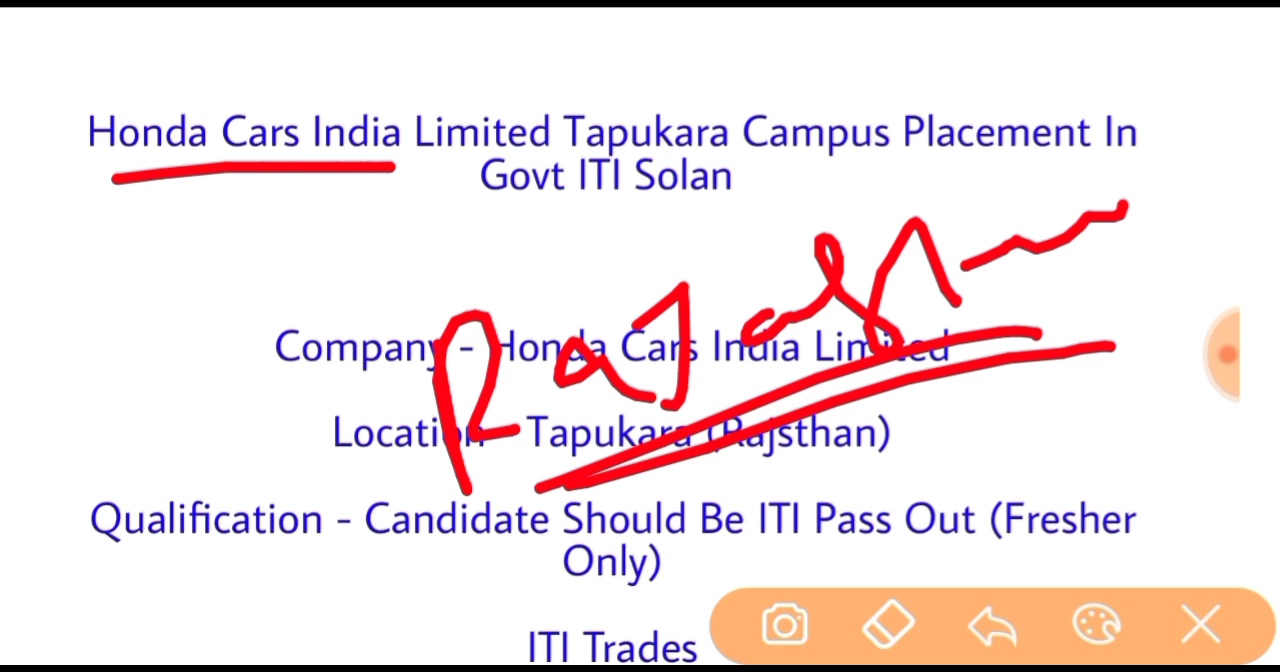 Honda Cars India Limited Tapukara Campus Placement In
Govt ITI Solan
Company - Honda Cars India Limited
Location - Tapukara (Rajsthan)
Qualification - Candidate Should Be ITI Pass Out (Fresher
Only)
ITI Trades